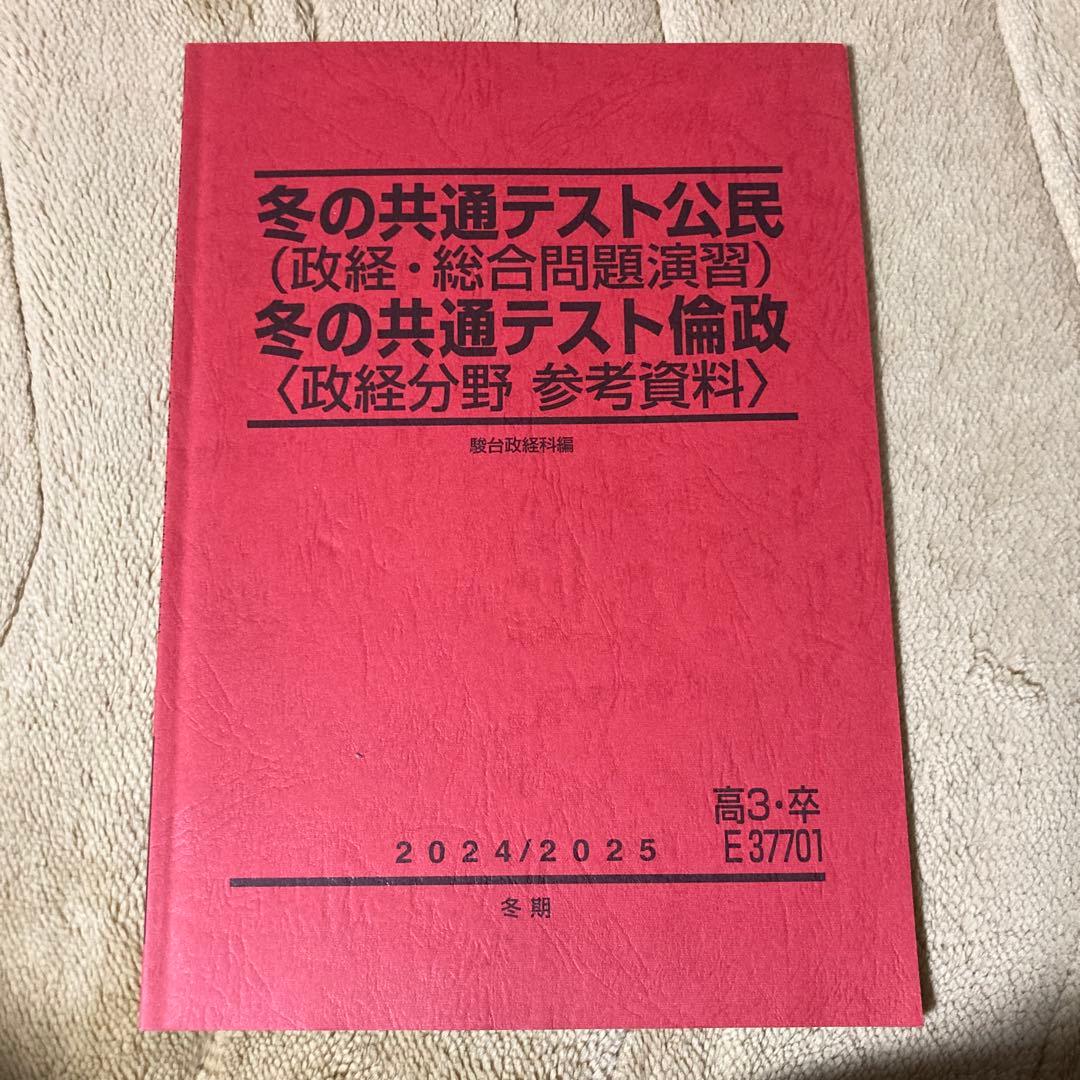 冬の共通テスト公民
（政経・総合問題演習）
冬の共通テスト倫政
〈政経分野 参考資料〉
駿台政経科編
高3・卒
2024/2025 E37701
冬期